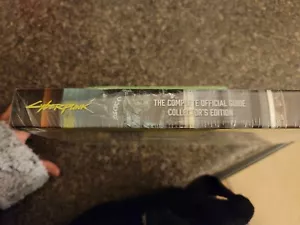 Cyberpunk
THE COMPLETE OFFICIAL GUIDE
COLLECTOR'S EDITION